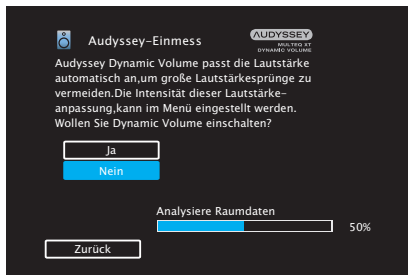 Audyssey-Einmess
AUDYSSEY
MULTEQ XT
DYNAMIC VOLUME
Audyssey Dynamic Volume passt die Lautstärke
automatisch an,um große Lautstärkesprünge zu
vermeiden.Die Intensität dieser Lautstärke-
anpassung,kann im Menü eingestellt werden.
Wollen Sie Dynamic Volume einschalten?
Ja
Nein
Analysiere Raumdaten
50%
Zurück